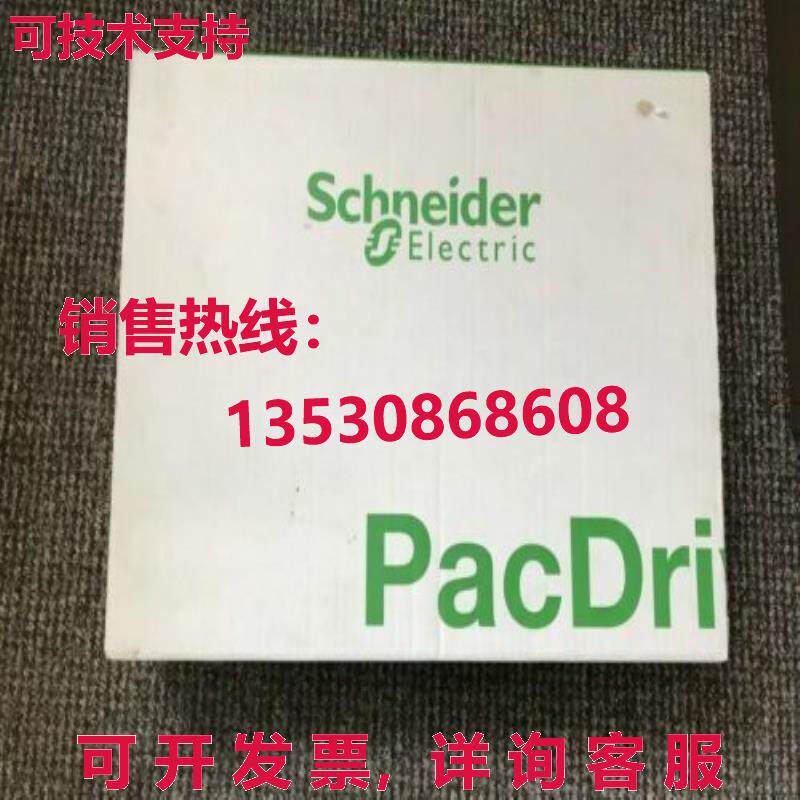 可技术支持
Schneider
Electric
销售热线：
13530868608
PacDri
可开发票,详询客服